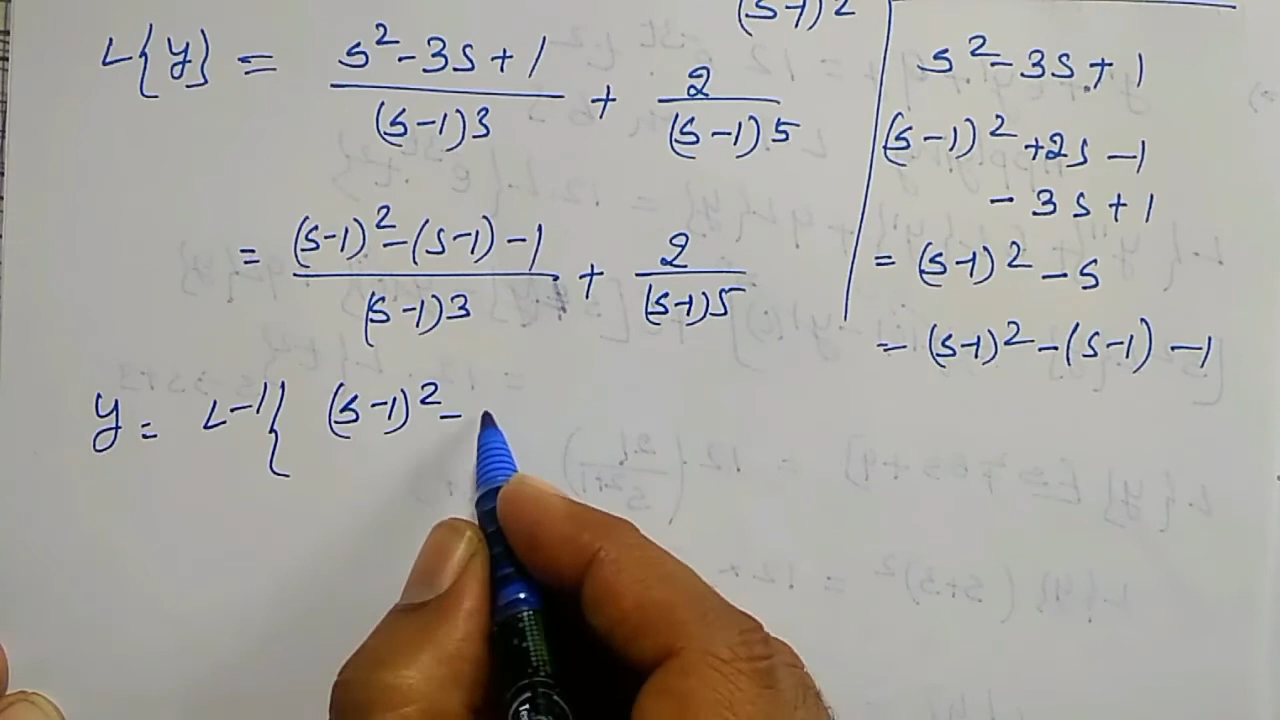 (s-1)2
L{y} = s²-3s+1 / (s-1)3 + 2 / (s-1)5
= (s-1)²-(s-1)-1 / (s-1)3 + 2 / (s-1)5
y = L-1{ (s-1)² -
s²-3s+1
(s-1)²+2s-1
-3s+1
= (s-1)²-s
= (s-1)²-(s-1)-1